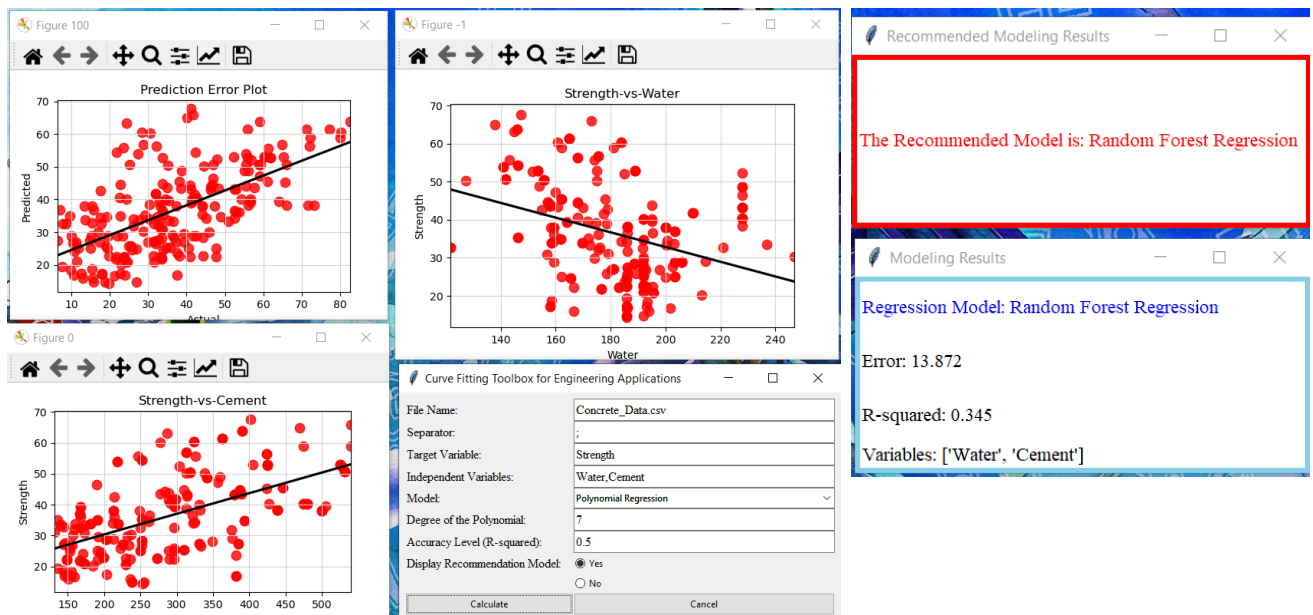 Figure 100
Prediction Error Plot
70
60
50
40
30
20
Predicted
10 20 30 40 50 60 70 80
Actual
Figure -1
Strength-vs-Water
70
60
50
40
30
20
Strength
140 160 180 200 220 240
Water
Figure 0
Strength-vs-Cement
70
60
50
40
30
20
Strength
150 200 250 300 350 400 450 500
Curve Fitting Toolbox for Engineering Applications
File Name: Concrete_Data.csv
Separator: ;
Target Variable: Strength
Independent Variables: Water,Cement
Model: Polynomial Regression
Degree of the Polynomial: 7
Accuracy Level (R-squared): 0.5
Display Recommendation Model: Yes
No
Calculate Cancel
Recommended Modeling Results
The Recommended Model is: Random Forest Regression
Modeling Results
Regression Model: Random Forest Regression
Error: 13.872
R-squared: 0.345
Variables: ['Water', 'Cement']